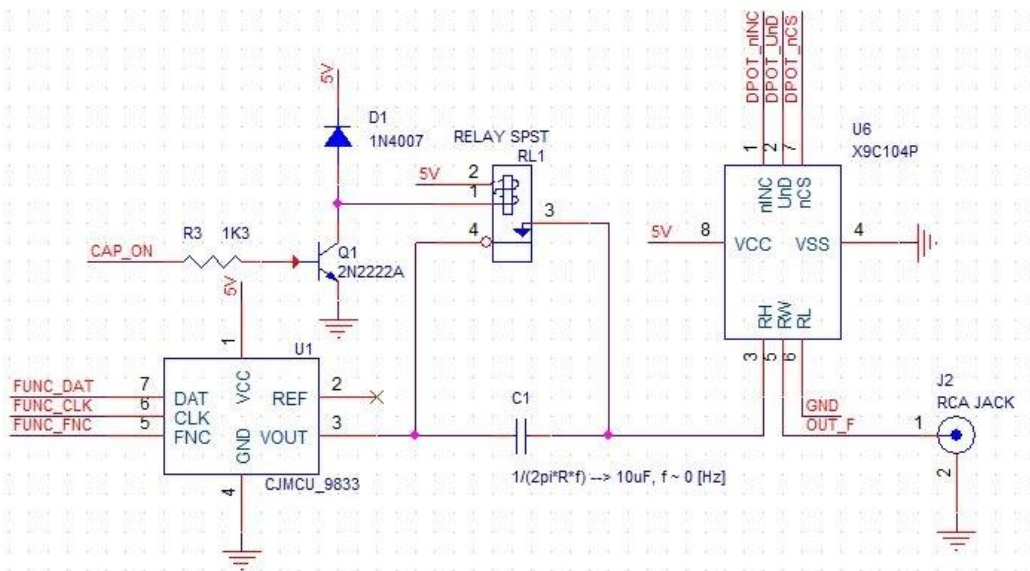 DPOT_nINC
DPOT_UnD
DPOT_nCS
5V
D1
1N4007
RELAY SPST
RL1
5V
2
1
3
4
U6
X9C104P
1
2
7
nINC
UnD
nCS
5V
8
VCC
VSS
4
RH
RW
RL
3
5
6
R3
1K3
CAP_ON
Q1
2N2222A
5V
1
U1
FUNC_DAT
7
DAT
FUNC_CLK
6
CLK
FUNC_FNC
5
FNC
VCC
GND
REF
2
VOUT
3
4
CJMCU_9833
C1
1/(2pi*R*f) --> 10uF, f ~ 0 [Hz]
GND
OUT_F
J2
RCA JACK
1
2